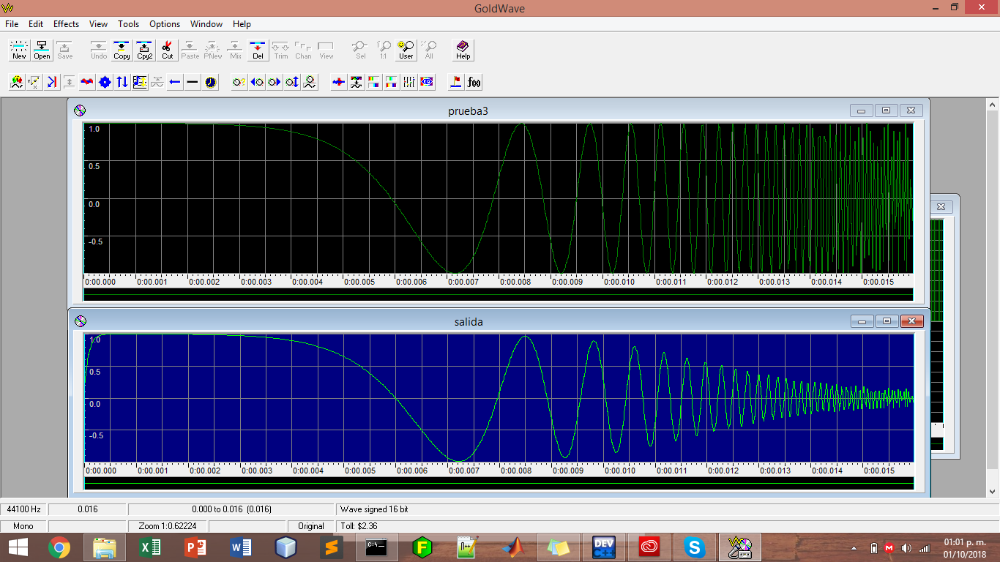 GoldWave
File Edit Effects View Tools Options Window Help
New Open Save Undo Copy Cpy2 Cut Paste PNew Mix Del Trim Chan View Sel 1:1 User All Help
f(x)
prueba3
1.0
0.5
0.0
-0.5
0:00.000 0:00.001 0:00.002 0:00.003 0:00.004 0:00.005 0:00.006 0:00.007 0:00.008 0:00.009 0:00.010 0:00.011 0:00.012 0:00.013 0:00.014 0:00.015
salida
1.0
0.5
0.0
-0.5
0:00.000 0:00.001 0:00.002 0:00.003 0:00.004 0:00.005 0:00.006 0:00.007 0:00.008 0:00.009 0:00.010 0:00.011 0:00.012 0:00.013 0:00.014 0:00.015
44100 Hz 0.016 0.000 to 0.016 (0.016) Wave signed 16 bit
Mono Zoom 1:0.62224 Original Toll: $2.36
01:01 p. m.
01/10/2018